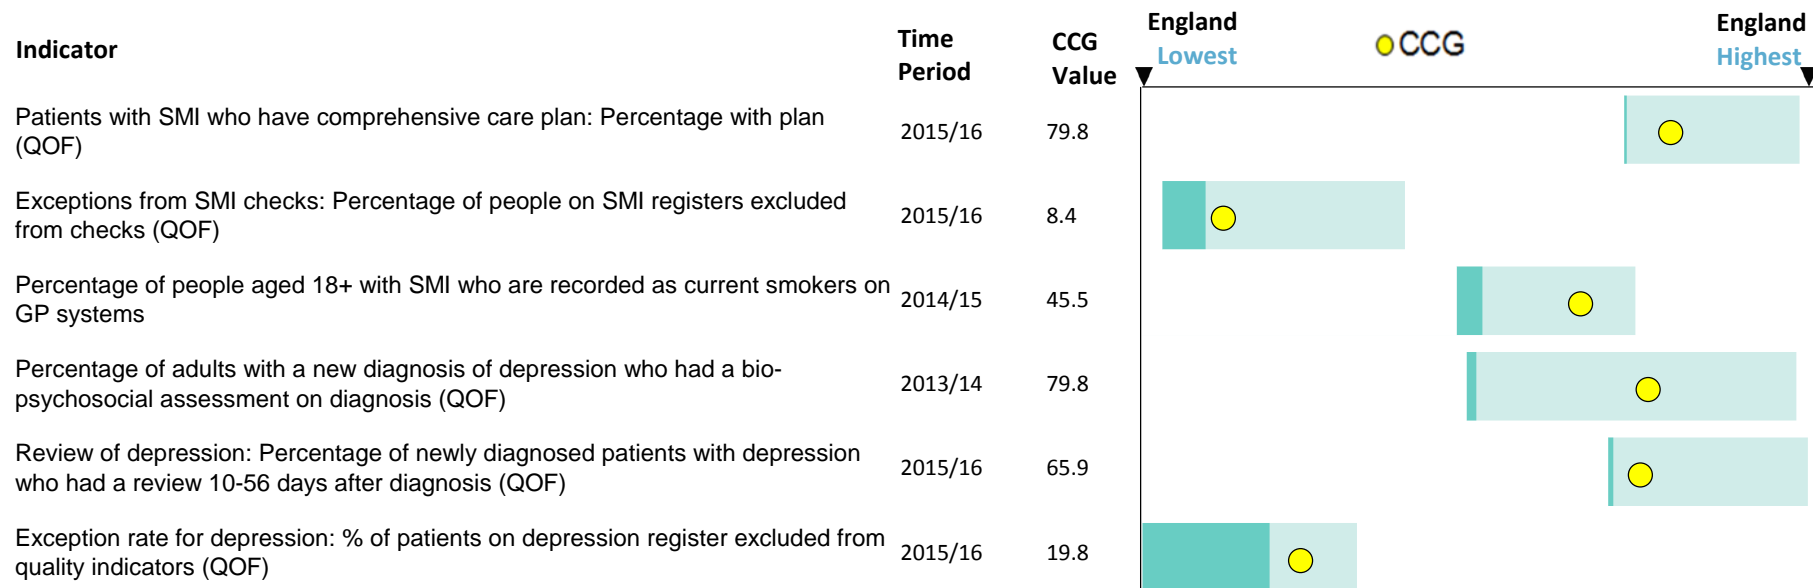 Indicator
Time
Period
CCG
Value
England
Lowest
CCG
England
Highest
Patients with SMI who have comprehensive care plan: Percentage with plan
(QOF)
2015/16
79.8
Exceptions from SMI checks: Percentage of people on SMI registers excluded
from checks (QOF)
2015/16
8.4
Percentage of people aged 18+ with SMI who are recorded as current smokers on
GP systems
2014/15
45.5
Percentage of adults with a new diagnosis of depression who had a bio-
psychosocial assessment on diagnosis (QOF)
2013/14
79.8
Review of depression: Percentage of newly diagnosed patients with depression
who had a review 10-56 days after diagnosis (QOF)
2015/16
65.9
Exception rate for depression: % of patients on depression register excluded from
quality indicators (QOF)
2015/16
19.8